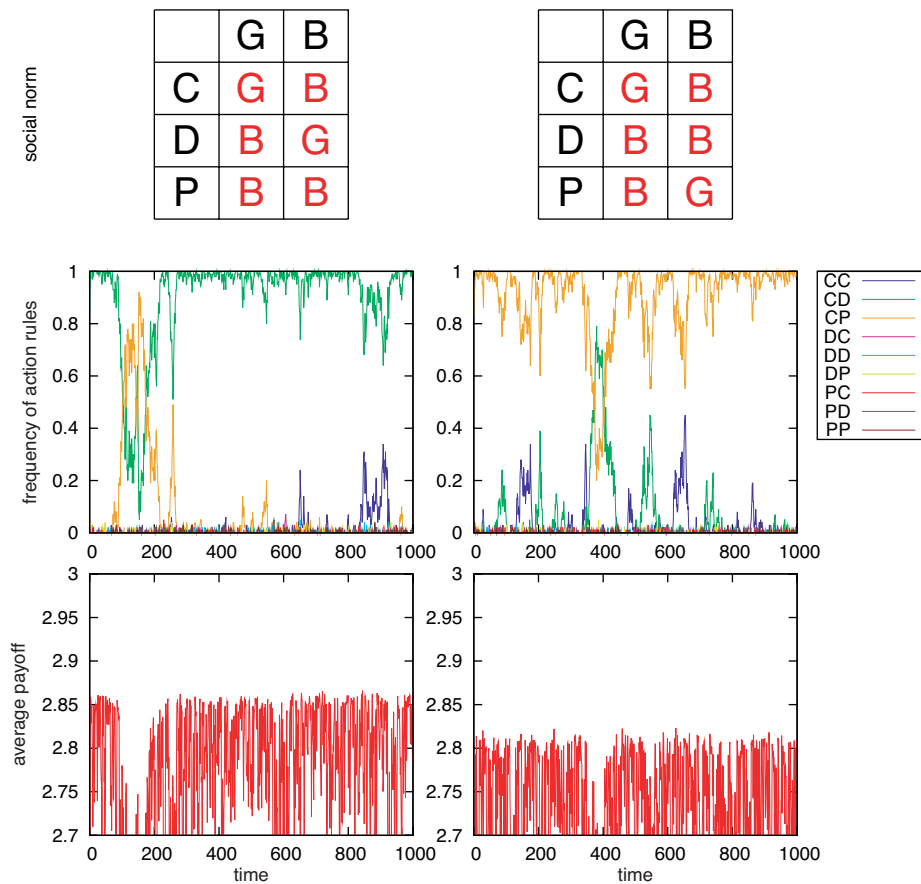 social norm
G B
C G B
D B G
P B B
G B
C G B
D B B
P B G
frequency of action rules
1
0.8
0.6
0.4
0.2
0
0 200 400 600 800 1000
1
0.8
0.6
0.4
0.2
0
0 200 400 600 800 1000
CC
CD
CP
DC
DD
DP
PC
PD
PP
average payoff
3
2.95
2.9
2.85
2.8
2.75
2.7
0 200 400 600 800 1000
time
3
2.95
2.9
2.85
2.8
2.75
2.7
0 200 400 600 800 1000
time